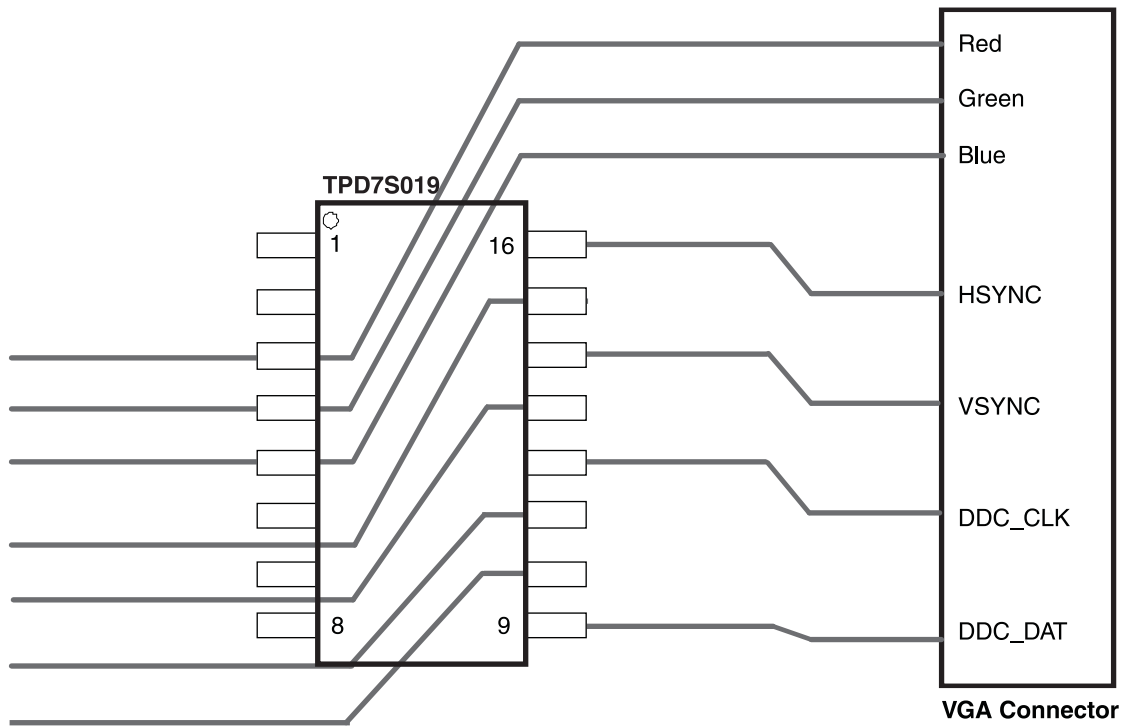 Red
Green
Blue
TPD7S019
1
16
HSYNC
VSYNC
DDC_CLK
8
9
DDC_DAT
VGA Connector